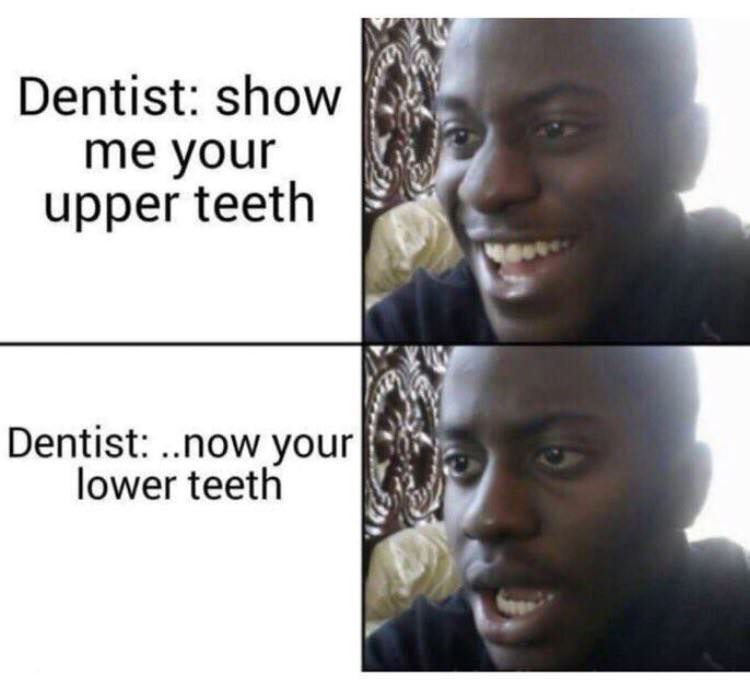 Dentist: show
me your
upper teeth
Dentist: ..now your
lower teeth